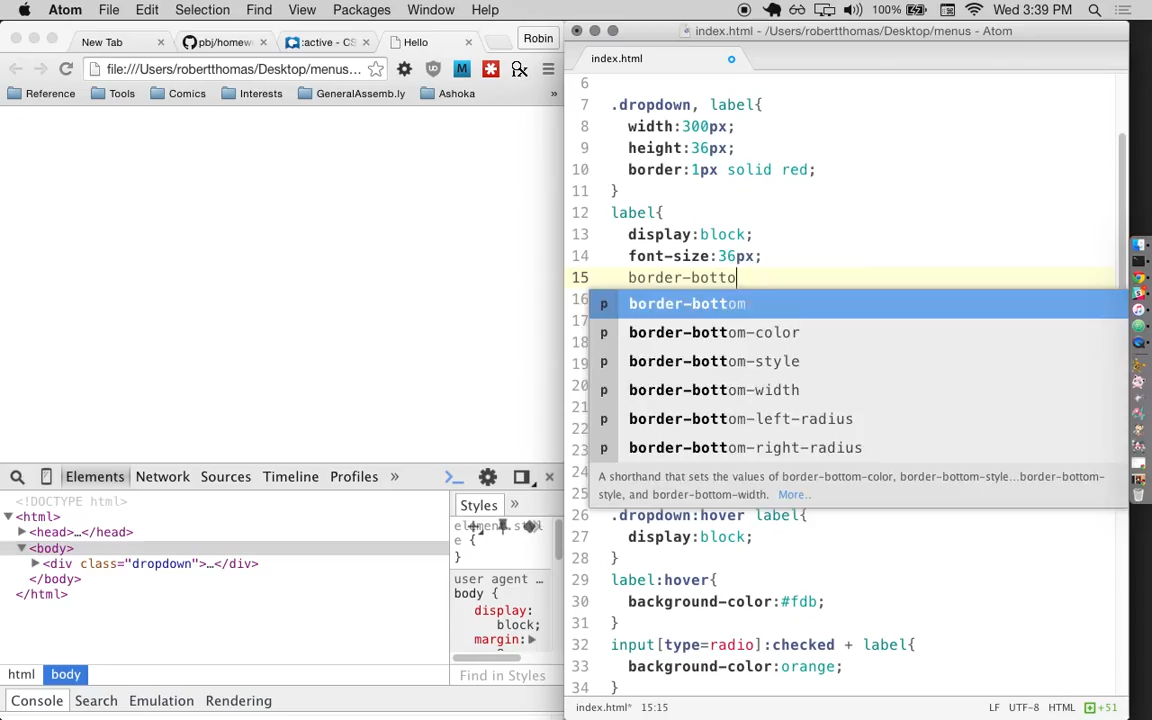 Atom File Edit Selection Find View Packages Window Help 100% Wed 3:39 PM
New Tab pbj/homew :active - CS Hello Robin
file:///Users/robertthomas/Desktop/menus...
Reference Tools Comics Interests GeneralAssemb.ly Ashoka »
Elements Network Sources Timeline Profiles »
<!DOCTYPE html>
<html>
<head>…</head>
<body>
<div class="dropdown">…</div>
</body>
</html>
Styles »
element.styl
e {
}
user agent …
body {
display:
block;
margin:
Find in Styles
html body
Console Search Emulation Rendering
index.html - /Users/robertthomas/Desktop/menus - Atom
index.html
6
7 .dropdown, label{
8 width:300px;
9 height:36px;
10 border:1px solid red;
11 }
12 label{
13 display:block;
14 font-size:36px;
15 border-botto
16
17
18
19
20
21
22
23
24
25
p border-bottom
p border-bottom-color
p border-bottom-style
p border-bottom-width
p border-bottom-left-radius
p border-bottom-right-radius
A shorthand that sets the values of border-bottom-color, border-bottom-style…border-bottom-
style, and border-bottom-width. More..
26 .dropdown:hover label{
27 display:block;
28 }
29 label:hover{
30 background-color:#fdb;
31 }
32 input[type=radio]:checked + label{
33 background-color:orange;
34 }
index.html* 15:15 LF UTF-8 HTML +51